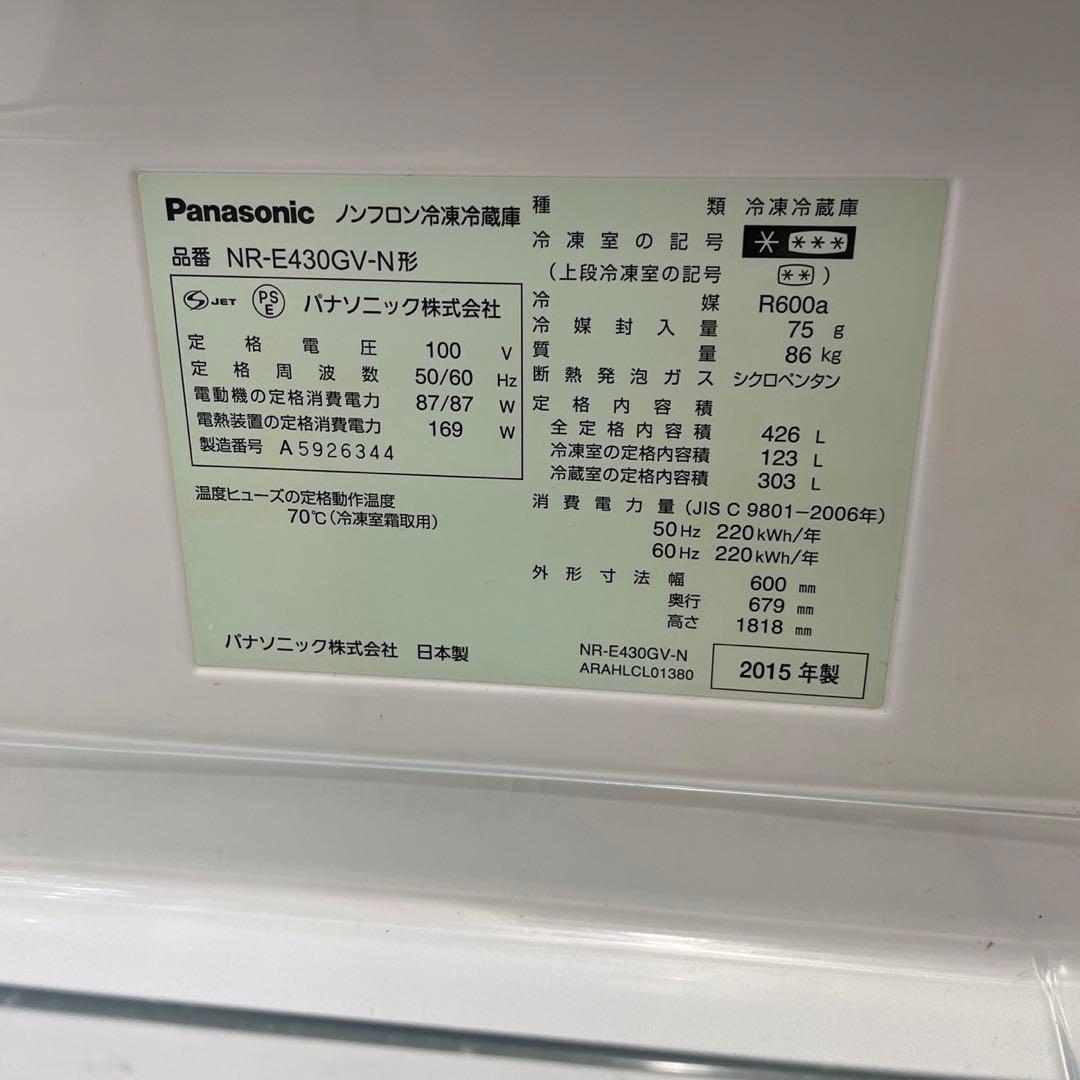 Panasonic ノンフロン冷凍冷蔵庫
品番 NR-E430GV-N形
JET PSE パナソニック株式会社
定格電圧 100 V
定格周波数 50/60 Hz
電動機の定格消費電力 87/87 W
電熱装置の定格消費電力 169 W
製造番号 A5926344
温度ヒューズの定格動作温度
70℃(冷凍室霜取用)
パナソニック株式会社 日本製
種類 冷凍冷蔵庫
冷凍室の記号 * ***
(上段冷凍室の記号 ** )
冷媒 R600a
冷媒封入量 75 g
質量 86 kg
断熱発泡ガス シクロペンタン
定格内容積
全定格内容積 426 L
冷凍室の定格内容積 123 L
冷蔵室の定格内容積 303 L
消費電力量(JIS C 9801-2006年)
50Hz 220kWh/年
60Hz 220kWh/年
外形寸法幅 600 mm
奥行 679 mm
高さ 1818 mm
NR-E430GV-N
ARAHLCL01380
2015年製